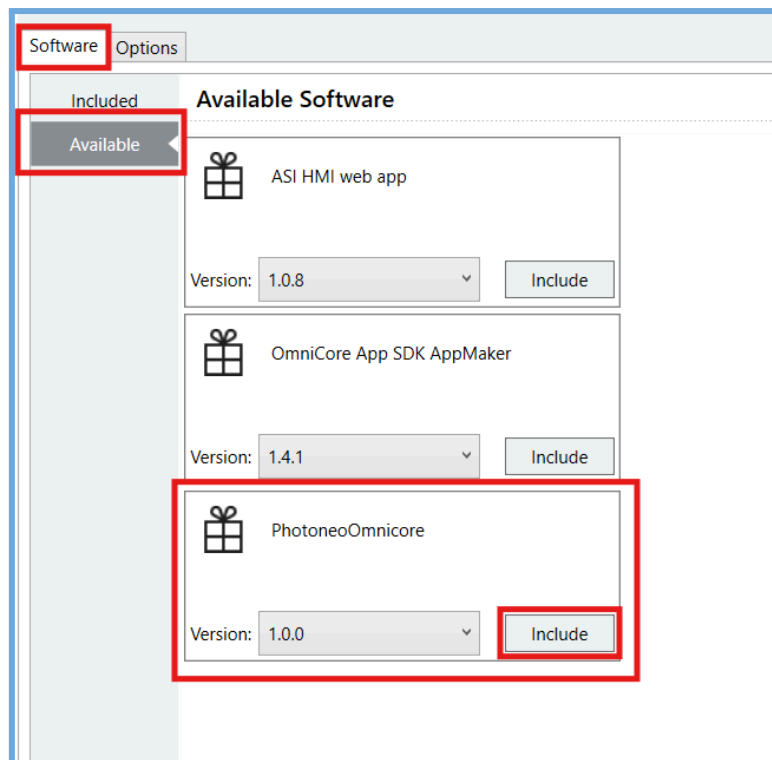 Software Options
Included
Available Software
Available
ASI HMI web app
Version: 1.0.8 Include
OmniCore App SDK AppMaker
Version: 1.4.1 Include
PhotoneoOmnicore
Version: 1.0.0 Include